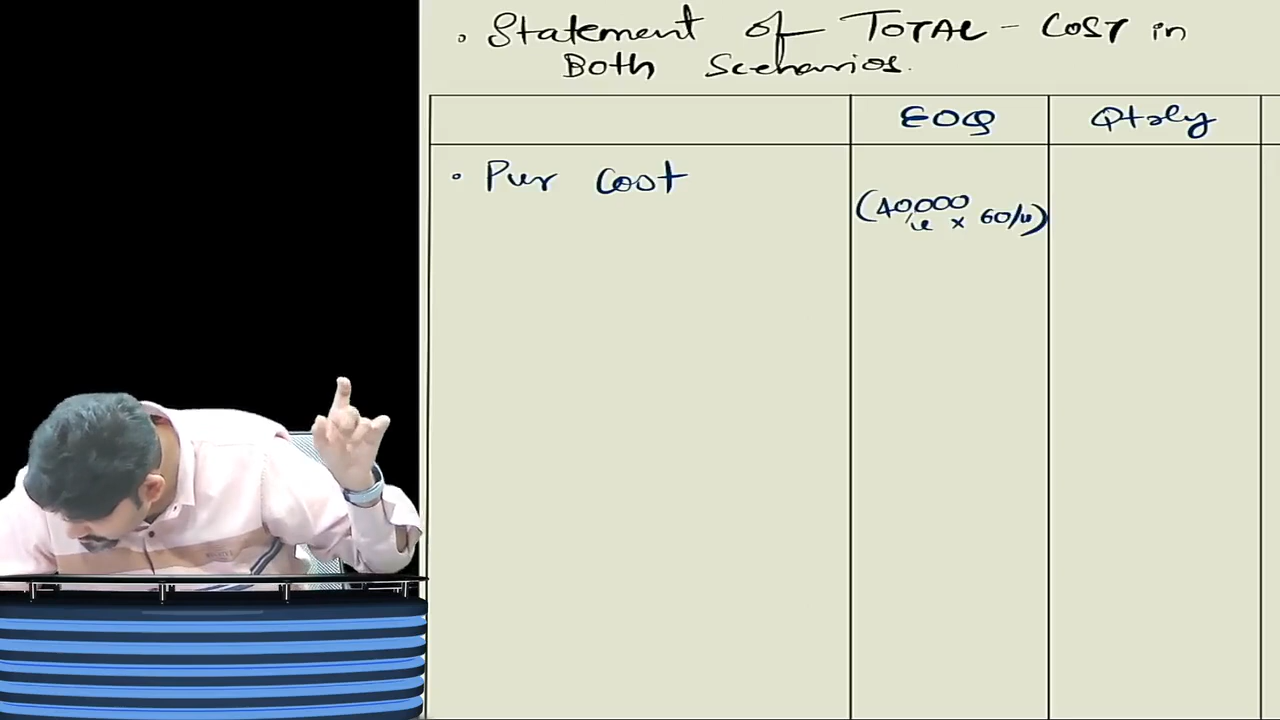 • Statement of TOTAL - COST in
Both Scenarios.
EOQ
Qtrly
• Pur Cost
(40,000
u x 60/u)